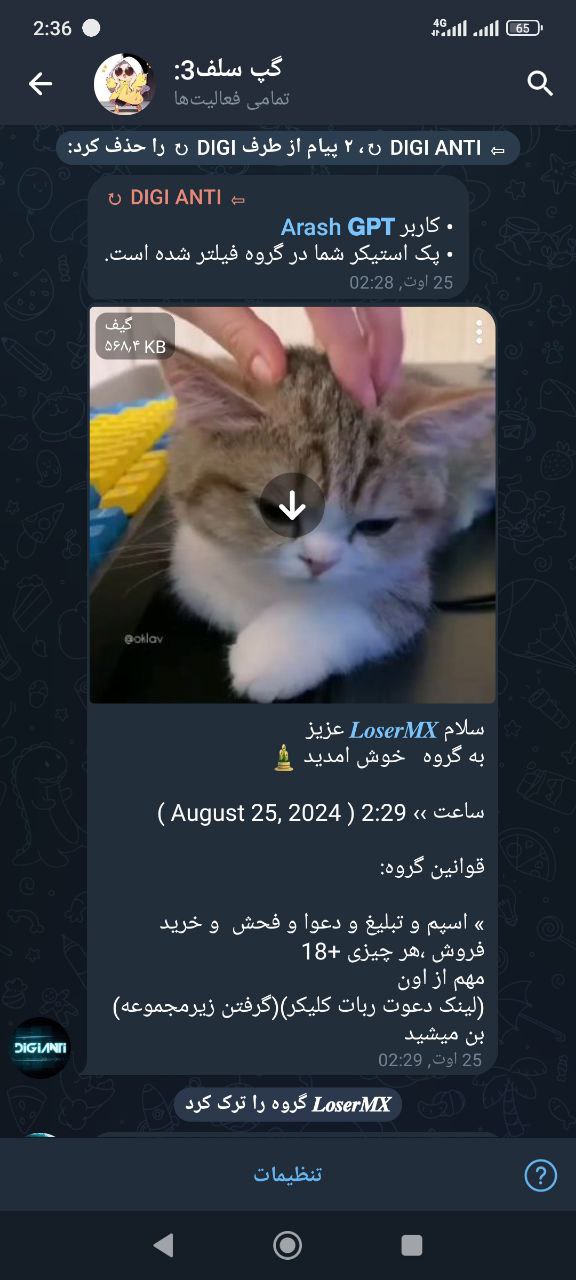 2:36
4G
65
گپ سلف3:
تمامی فعالیت‌ها
⇦ DIGI ANTI ↻، ۲ پیام از طرف DIGI ↻ را حذف کرد:
⇦ DIGI ANTI ↻
• کاربر Arash GPT
• پک استیکر شما در گروه فیلتر شده است.
25 اوت, 02:28
گیف
۵۶۸٫۴ KB
@oklav
سلام LoserMX عزیز
به گروه خوش امدید
ساعت ›› 2:29 ( August 25, 2024 )
قوانین گروه:
» اسپم و تبلیغ و دعوا و فحش و خرید
فروش ،هر چیزی +18
مهم از اون
(لینک دعوت ربات کلیکر)(گرفتن زیرمجموعه)
بن میشید
25 اوت, 02:29
DIGIANTI
LoserMX گروه را ترک کرد
تنظیمات
?